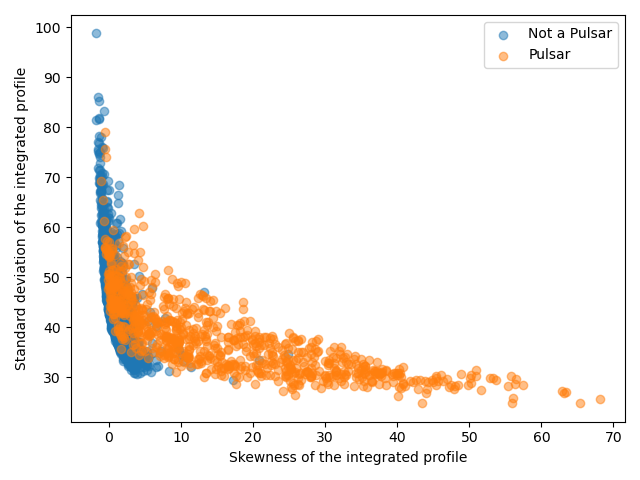 100
90
80
70
60
50
40
30
Standard deviation of the integrated profile
Not a Pulsar
Pulsar
0 10 20 30 40 50 60 70
Skewness of the integrated profile